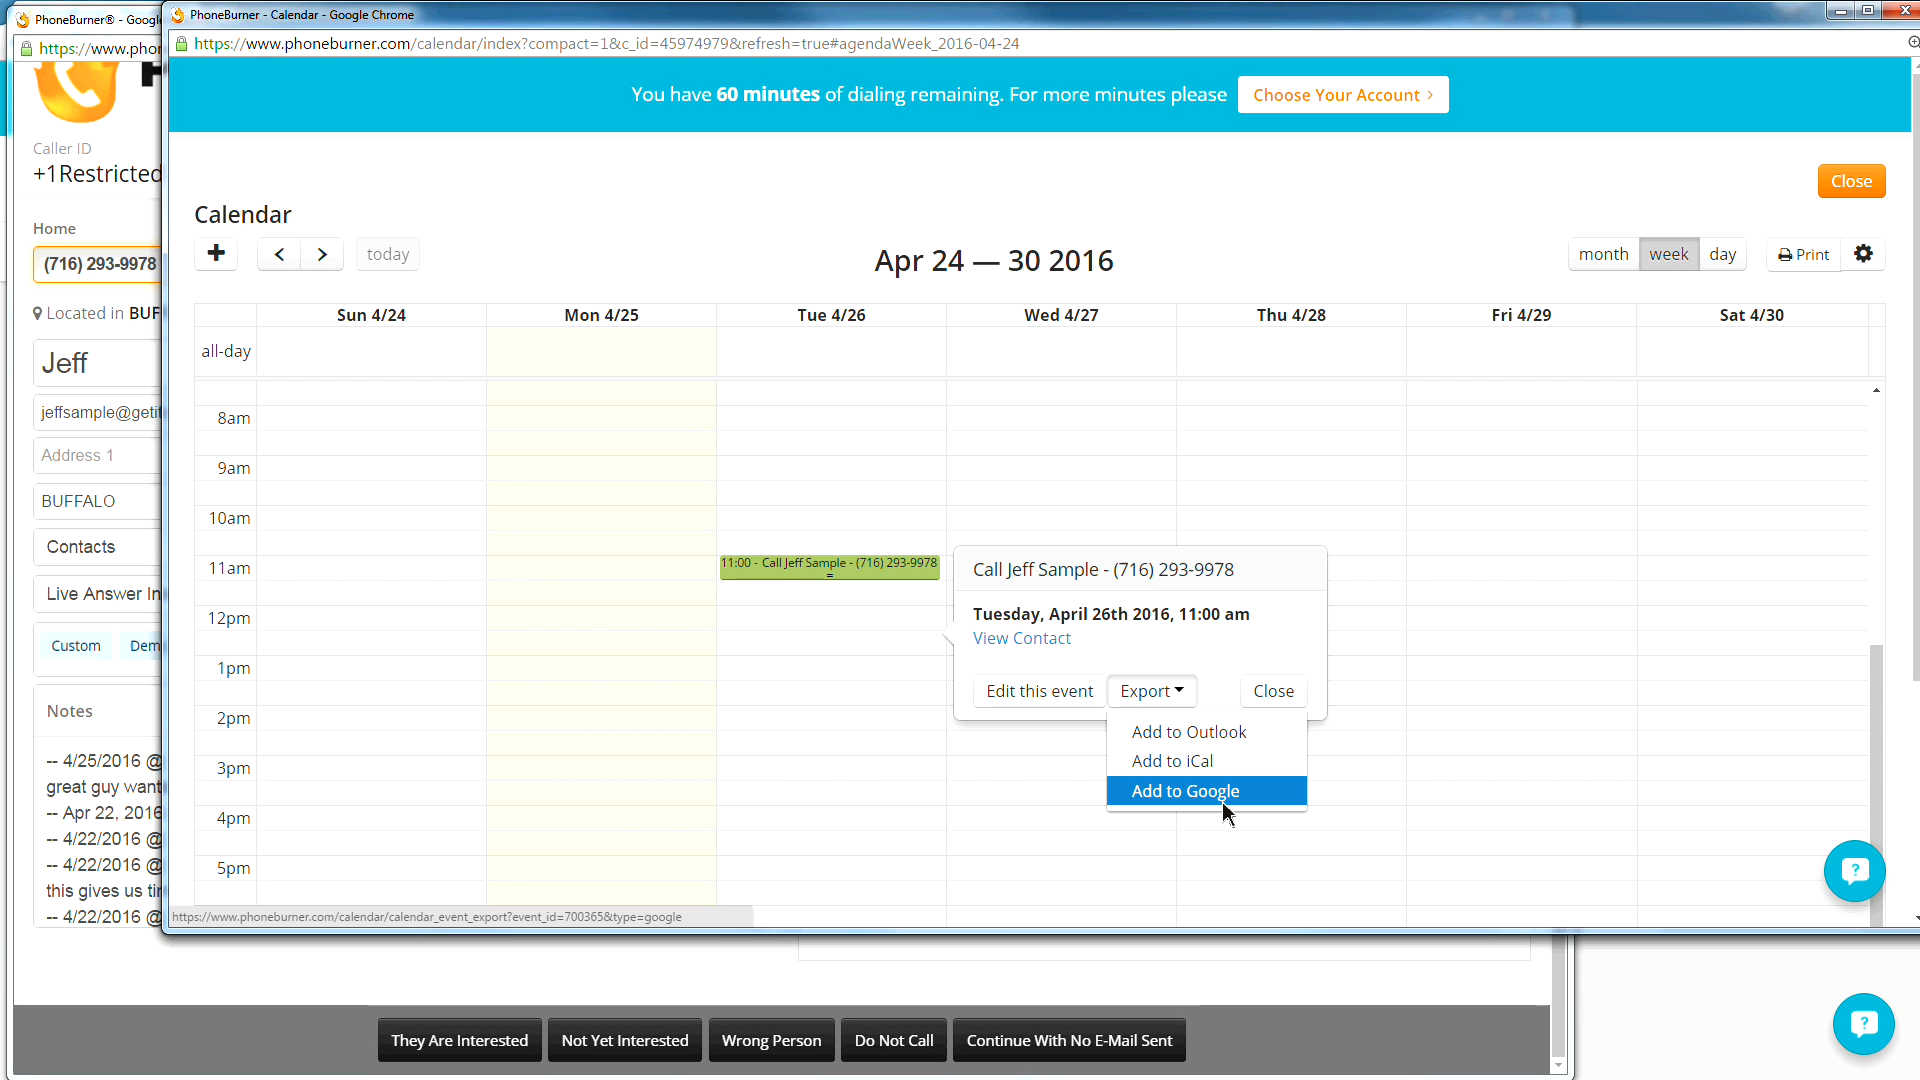 PhoneBurner® - Googl
PhoneBurner - Calendar - Google Chrome
https://www.phon
https://www.phoneburner.com/calendar/index?compact=1&c_id=45974979&refresh=true#agendaWeek_2016-04-24
You have 60 minutes of dialing remaining. For more minutes please
Choose Your Account ›
Caller ID
+1Restricted
Close
Calendar
Home
(716) 293-9978
+
<
>
today
Apr 24 — 30 2016
month
week
day
Print
Located in BUF
Sun 4/24
Mon 4/25
Tue 4/26
Wed 4/27
Thu 4/28
Fri 4/29
Sat 4/30
all-day
Jeff
jeffsample@getit
Address 1
BUFFALO
Contacts
Live Answer In
Custom
Dem
Notes
-- 4/25/2016 @
great guy want
-- Apr 22, 2016
-- 4/22/2016 @
-- 4/22/2016 @
this gives us tir
-- 4/22/2016 @
8am
9am
10am
11am
12pm
1pm
2pm
3pm
4pm
5pm
11:00 - Call Jeff Sample - (716) 293-9978
=
Call Jeff Sample - (716) 293-9978
Tuesday, April 26th 2016, 11:00 am
View Contact
Edit this event
Export
Close
Add to Outlook
Add to iCal
Add to Google
https://www.phoneburner.com/calendar/calendar_event_export?event_id=700365&type=google
They Are Interested
Not Yet Interested
Wrong Person
Do Not Call
Continue With No E-Mail Sent
?
?